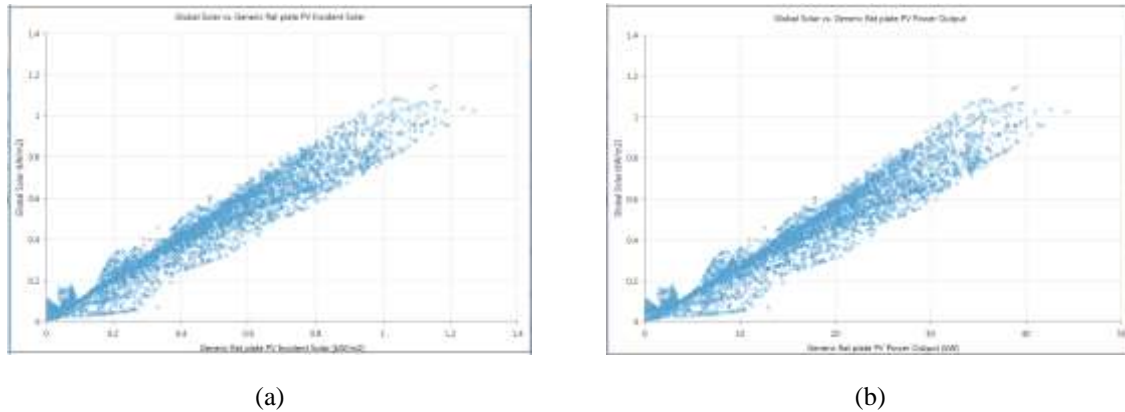 Global Solar vs. Generic flat plate PV Incident Solar
1.4
1.2
1
0.8
0.6
0.4
0.2
0
Global Solar (kW/m2)
0 0.2 0.4 0.6 0.8 1 1.2 1.4
Generic flat plate PV Incident Solar (kW/m2)
(a)
Global Solar vs. Generic flat plate PV Power Output
1.4
1.2
1
0.8
0.6
0.4
0.2
0
Global Solar (kW/m2)
0 10 20 30 40 50
Generic flat plate PV Power Output (kW)
(b)